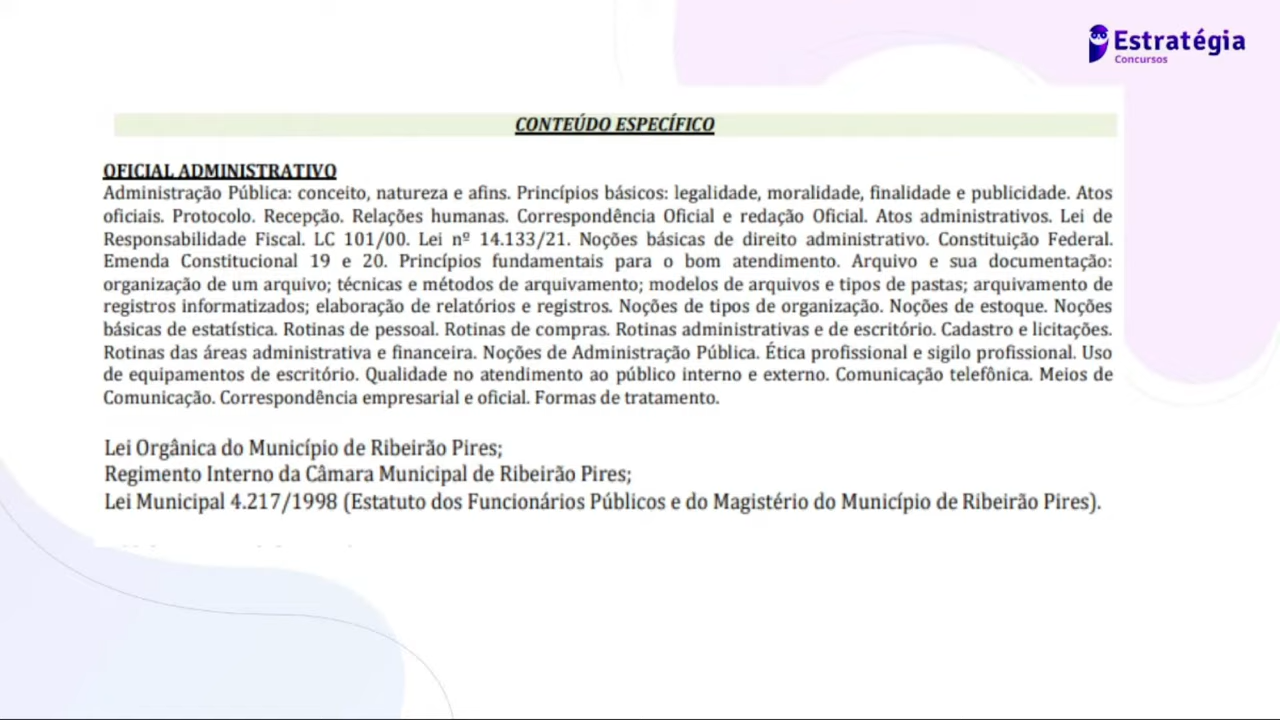 Estratégia
Concursos
CONTEÚDO ESPECÍFICO
OFICIAL ADMINISTRATIVO
Administração Pública: conceito, natureza e afins. Princípios básicos: legalidade, moralidade, finalidade e publicidade. Atos
oficiais. Protocolo. Recepção. Relações humanas. Correspondência Oficial e redação Oficial. Atos administrativos. Lei de
Responsabilidade Fiscal. LC 101/00. Lei nº 14.133/21. Noções básicas de direito administrativo. Constituição Federal.
Emenda Constitucional 19 e 20. Princípios fundamentais para o bom atendimento. Arquivo e sua documentação:
organização de um arquivo; técnicas e métodos de arquivamento; modelos de arquivos e tipos de pastas; arquivamento de
registros informatizados; elaboração de relatórios e registros. Noções de tipos de organização. Noções de estoque. Noções
básicas de estatística. Rotinas de pessoal. Rotinas de compras. Rotinas administrativas e de escritório. Cadastro e licitações.
Rotinas das áreas administrativa e financeira. Noções de Administração Pública. Ética profissional e sigilo profissional. Uso
de equipamentos de escritório. Qualidade no atendimento ao público interno e externo. Comunicação telefônica. Meios de
Comunicação. Correspondência empresarial e oficial. Formas de tratamento.
Lei Orgânica do Município de Ribeirão Pires;
Regimento Interno da Câmara Municipal de Ribeirão Pires;
Lei Municipal 4.217/1998 (Estatuto dos Funcionários Públicos e do Magistério do Município de Ribeirão Pires).